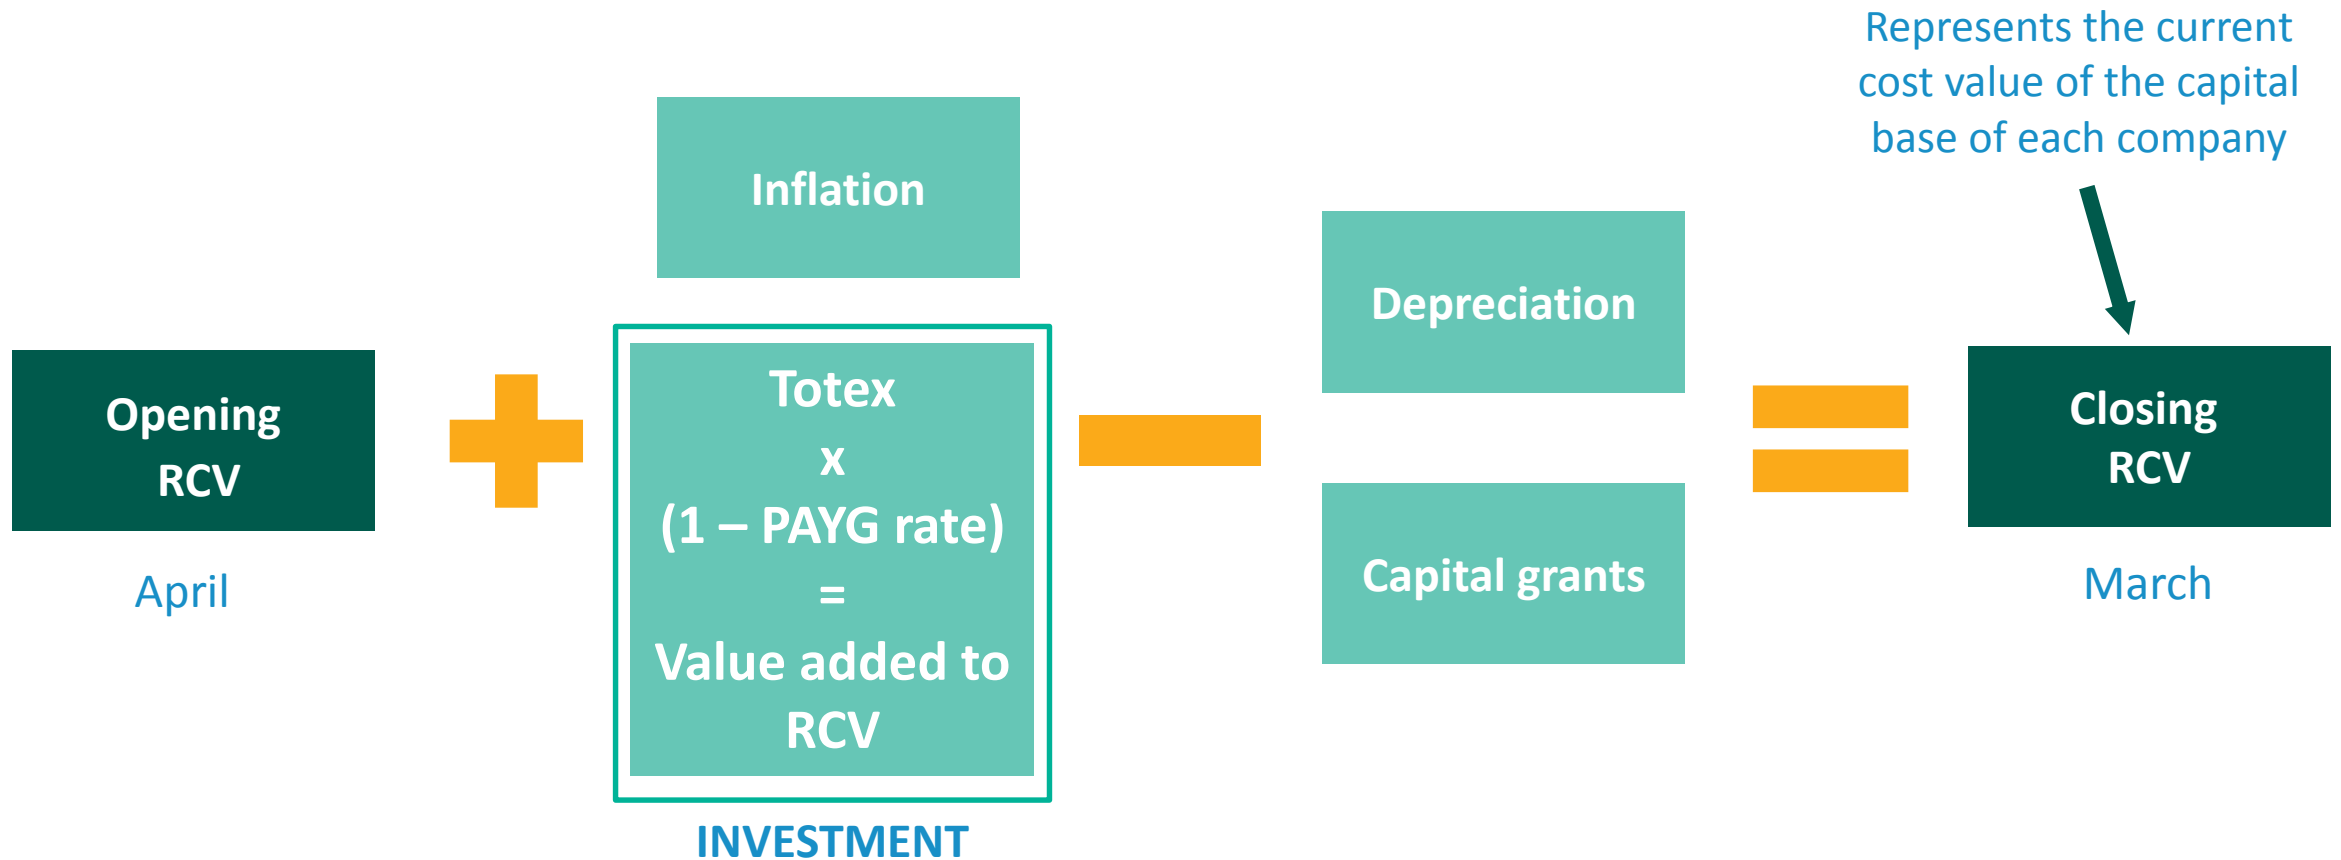 Represents the current
cost value of the capital
base of each company
Inflation
Opening
RCV
April
Totex
x
(1 – PAYG rate)
=
Value added to
RCV
INVESTMENT
Depreciation
Capital grants
Closing
RCV
March